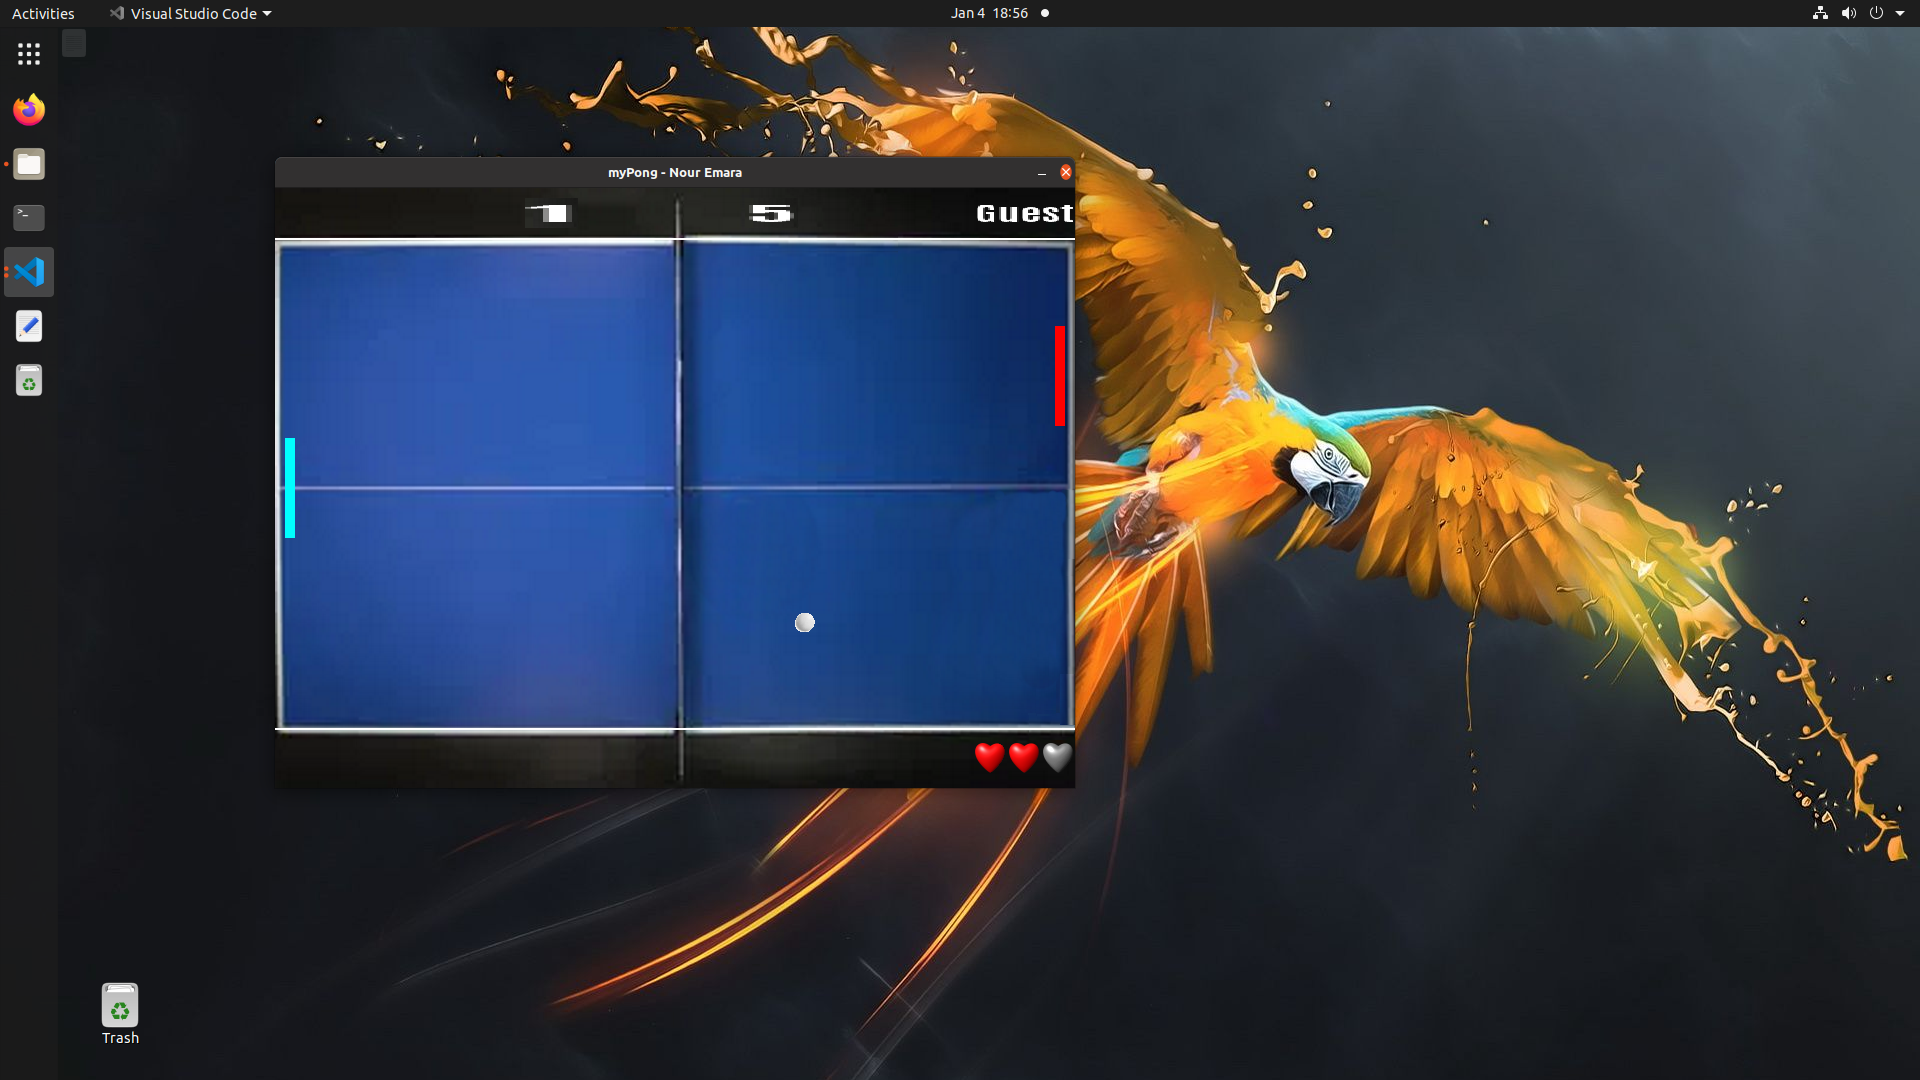 Activities
Visual Studio Code
Jan 4 18:56
myPong - Nour Emara
1
5
Guest
Trash